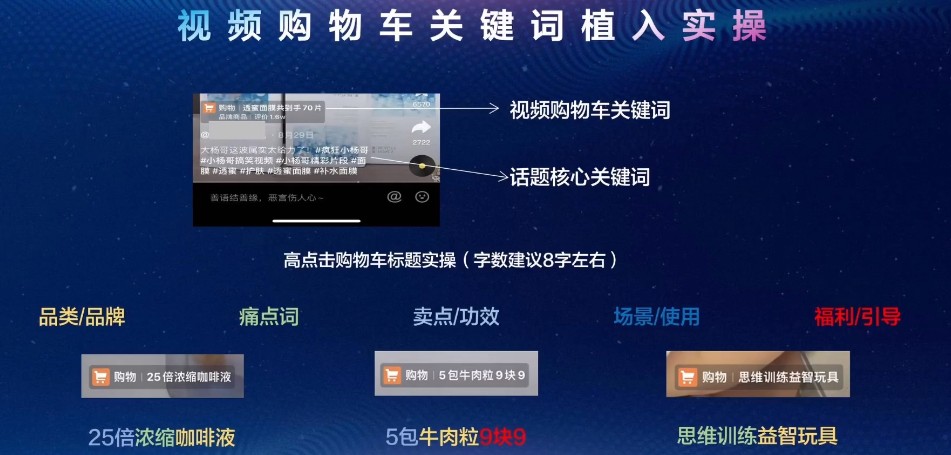 视频购物车关键词植入实操
购物 | 透蜜面膜共到手70片
品牌商品 | 评价1.8w
6570
视频购物车关键词
· 8月29日
2722
大杨哥这波属实太给力了！#疯狂小杨哥
#小杨哥搞笑视频 #小杨哥精彩片段 #面
膜 #透蜜 #护肤 #透蜜面膜 #补水面膜
话题核心关键词
善语结善缘，恶言伤人心~
高点击购物车标题实操（字数建议8字左右）
品类/品牌 痛点词 卖点/功效 场景/使用 福利/引导
购物 | 25倍浓缩咖啡液 购物 | 5包牛肉粒9块9 购物 | 思维训练益智玩具
25倍浓缩咖啡液 5包牛肉粒9块9 思维训练益智玩具